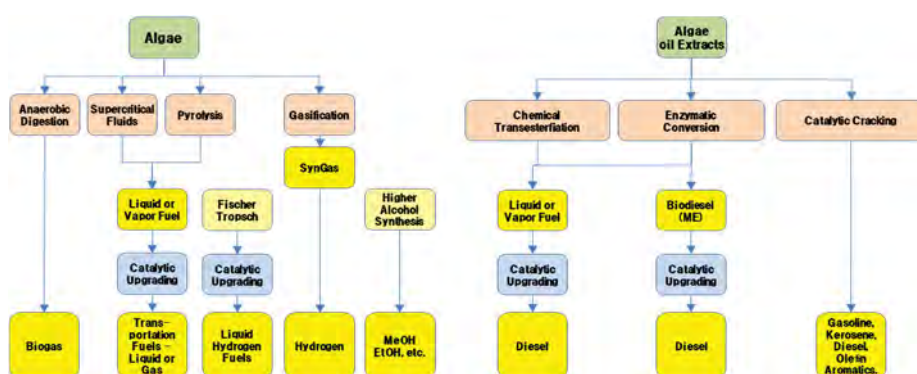 Algae
Algae
oil Extracts
Anaerobic
Digestion
Supercritical
Fluids
Pyrolysis
Gasification
Chemical
Transesterfiation
Enzymatic
Conversion
Catalytic Cracking
SynGas
Liquid or
Vapor Fuel
Fischer
Tropsch
Higher
Alcohol
Synthesis
Liquid or
Vapor Fuel
Biodiesel
(ME)
Catalytic
Upgrading
Catalytic
Upgrading
Catalytic
Upgrading
Catalytic
Upgrading
Biogas
Trans-
portation
Fuels –
Liquid or
Gas
Liquid
Hydrogen
Fuels
Hydrogen
MeOH
EtOH, etc.
Diesel
Diesel
Gasoline,
Kerosene,
Diesel,
Olefin
Aromatics,